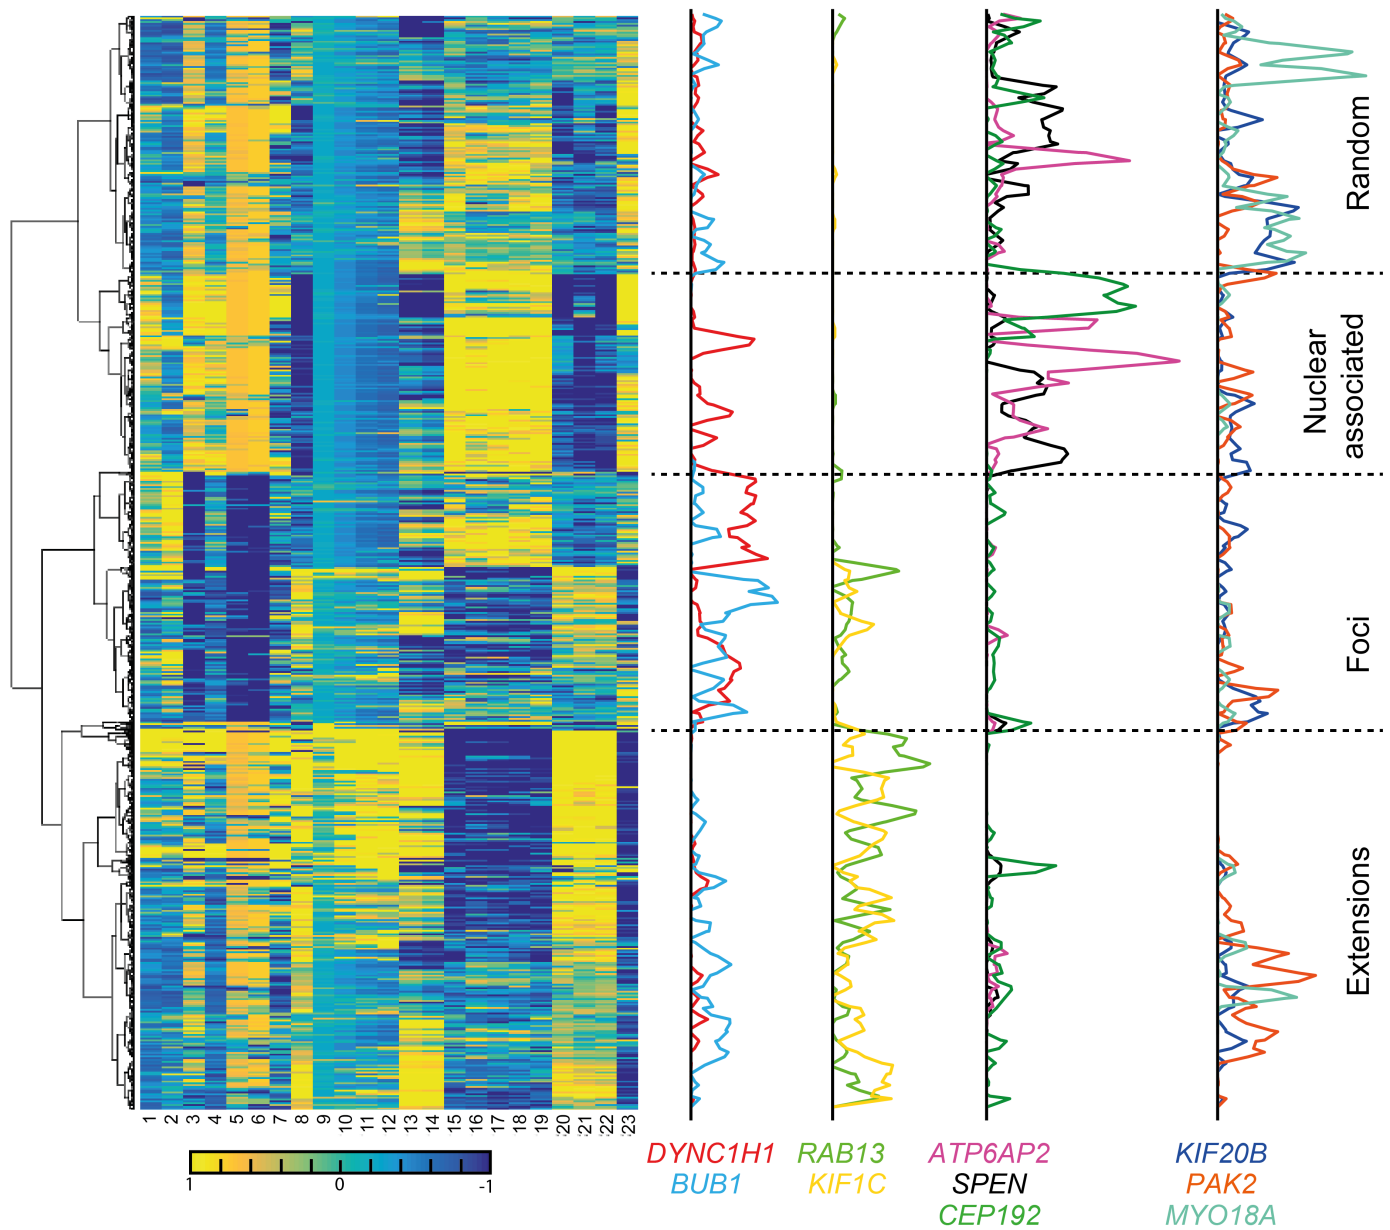 Random
Nuclear
associated
Foci
Extensions
1 2 3 4 5 6 7 8 9 10 11 12 13 14 15 16 17 18 19 20 21 22 23
1 0 -1
DYNC1H1
BUB1
RAB13
KIF1C
ATP6AP2
SPEN
CEP192
KIF20B
PAK2
MYO18A